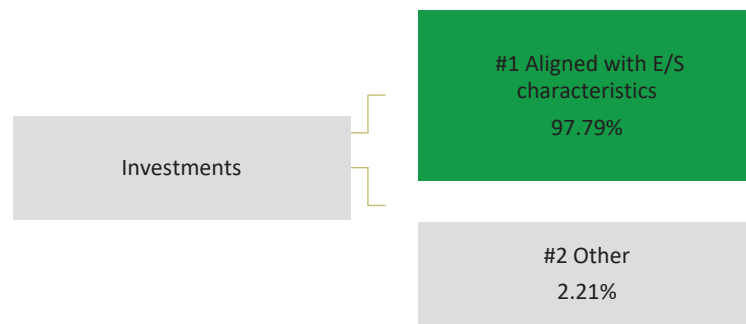 Investments
#1 Aligned with E/S
characteristics
97.79%
#2 Other
2.21%